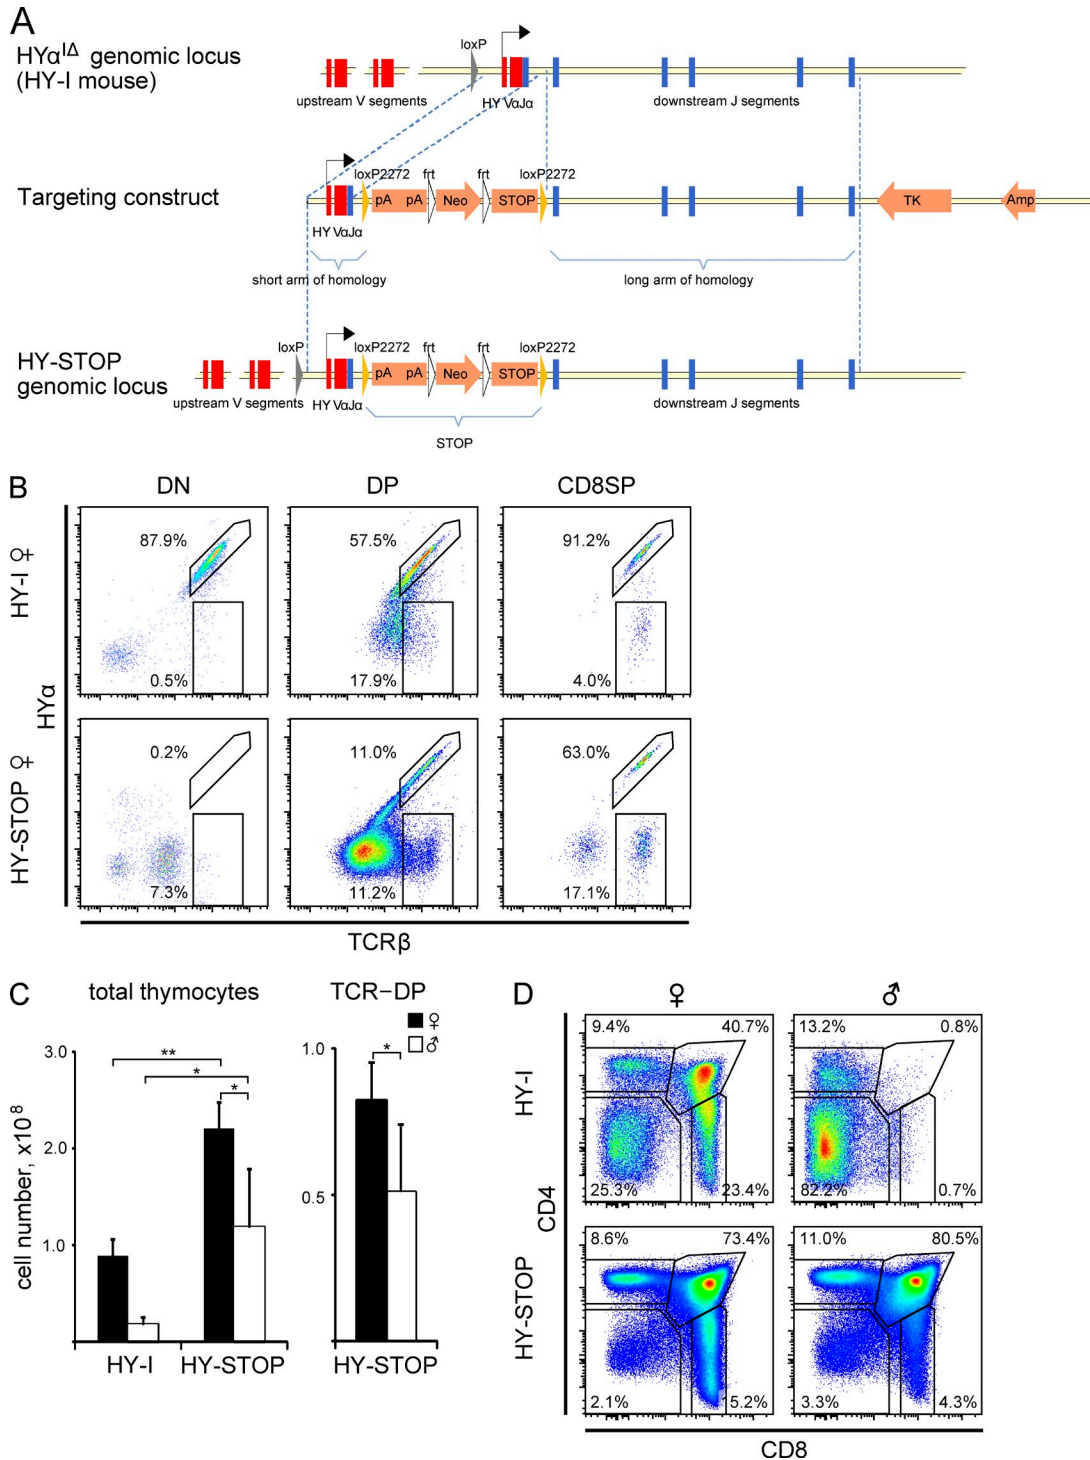 A
HYα^IΔ genomic locus
(HY-I mouse)
loxP
upstream V segments
HY VαJα
downstream J segments
Targeting construct
loxP2272 frt frt loxP2272
pA pA Neo STOP TK Amp
HY VαJα
short arm of homology
long arm of homology
HY-STOP
genomic locus
loxP
loxP2272 frt frt loxP2272
pA pA Neo STOP
upstream V segments
HY VαJα
downstream J segments
STOP
B
DN DP CD8SP
HY-I ♀
87.9% 57.5% 91.2%
0.5% 17.9% 4.0%
HYα
HY-STOP ♀
0.2% 11.0% 63.0%
7.3% 11.2% 17.1%
TCRβ
C
total thymocytes
TCR−DP
♀
♂
cell number, x10^8
3.0
2.0
1.0
**
*
*
HY-I HY-STOP
1.0
0.5
*
HY-STOP
D
♀ ♂
HY-I
9.4% 40.7% 13.2% 0.8%
25.3% 23.4% 82.2% 0.7%
CD4
HY-STOP
8.6% 73.4% 11.0% 80.5%
2.1% 15.2% 3.3% 4.3%
CD8